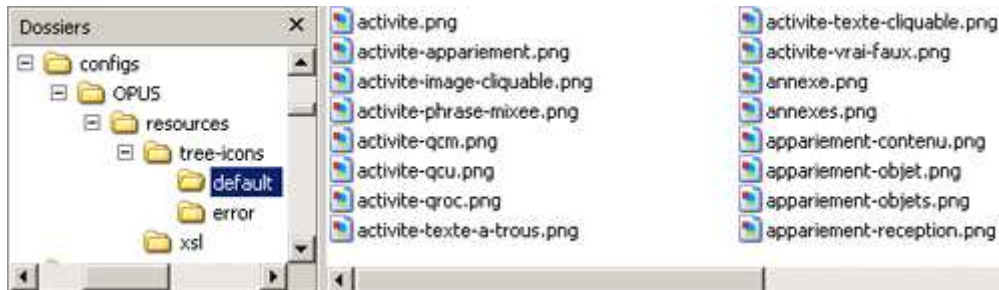 Dossiers
configs
OPUS
resources
tree-icons
default
error
xsl
activite.png
activite-appariement.png
activite-image-cliquable.png
activite-phrase-mixee.png
activite-qcm.png
activite-qcu.png
activite-qroc.png
activite-texte-a-trous.png
activite-texte-cliquable.png
activite-vrai-faux.png
annexe.png
annexes.png
appariement-contenu.png
appariement-objet.png
appariement-objets.png
appariement-reception.png